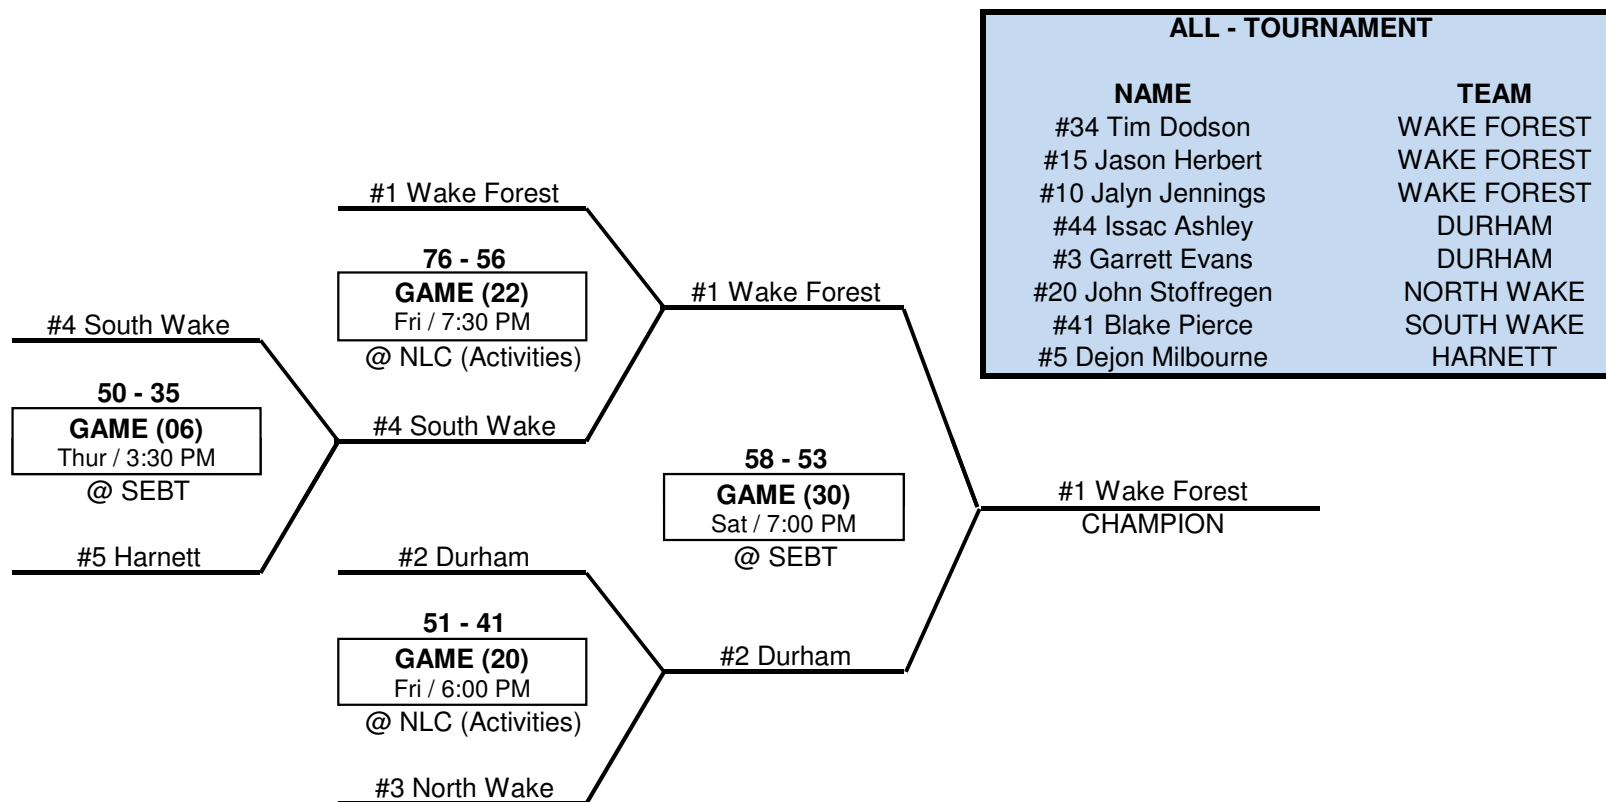 ALL - TOURNAMENT
NAME TEAM
#34 Tim Dodson WAKE FOREST
#15 Jason Herbert WAKE FOREST
#10 Jalyn Jennings WAKE FOREST
#44 Issac Ashley DURHAM
#3 Garrett Evans DURHAM
#20 John Stoffregen NORTH WAKE
#41 Blake Pierce SOUTH WAKE
#5 Dejon Milbourne HARNETT
#4 South Wake
50 - 35
GAME (06)
Thur / 3:30 PM
@ SEBT
#5 Harnett
#1 Wake Forest
76 - 56
GAME (22)
Fri / 7:30 PM
@ NLC (Activities)
#4 South Wake
#2 Durham
51 - 41
GAME (20)
Fri / 6:00 PM
@ NLC (Activities)
#3 North Wake
#1 Wake Forest
58 - 53
GAME (30)
Sat / 7:00 PM
@ SEBT
#2 Durham
#1 Wake Forest
CHAMPION